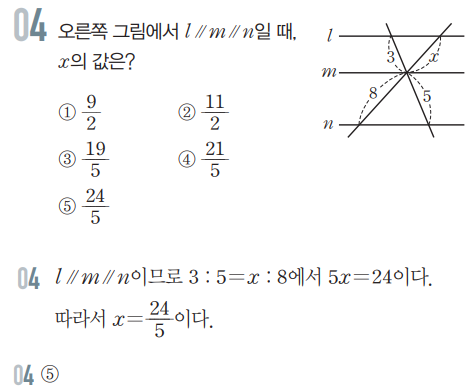 04 오른쪽 그림에서 l∥m∥n일 때,
x의 값은?
① 9/2 ② 11/2
③ 19/5 ④ 21/5
⑤ 24/5
l
3 x
m
8 5
n
04 l∥m∥n이므로 3 : 5=x : 8에서 5x=24이다.
따라서 x=24/5이다.
04 ⑤